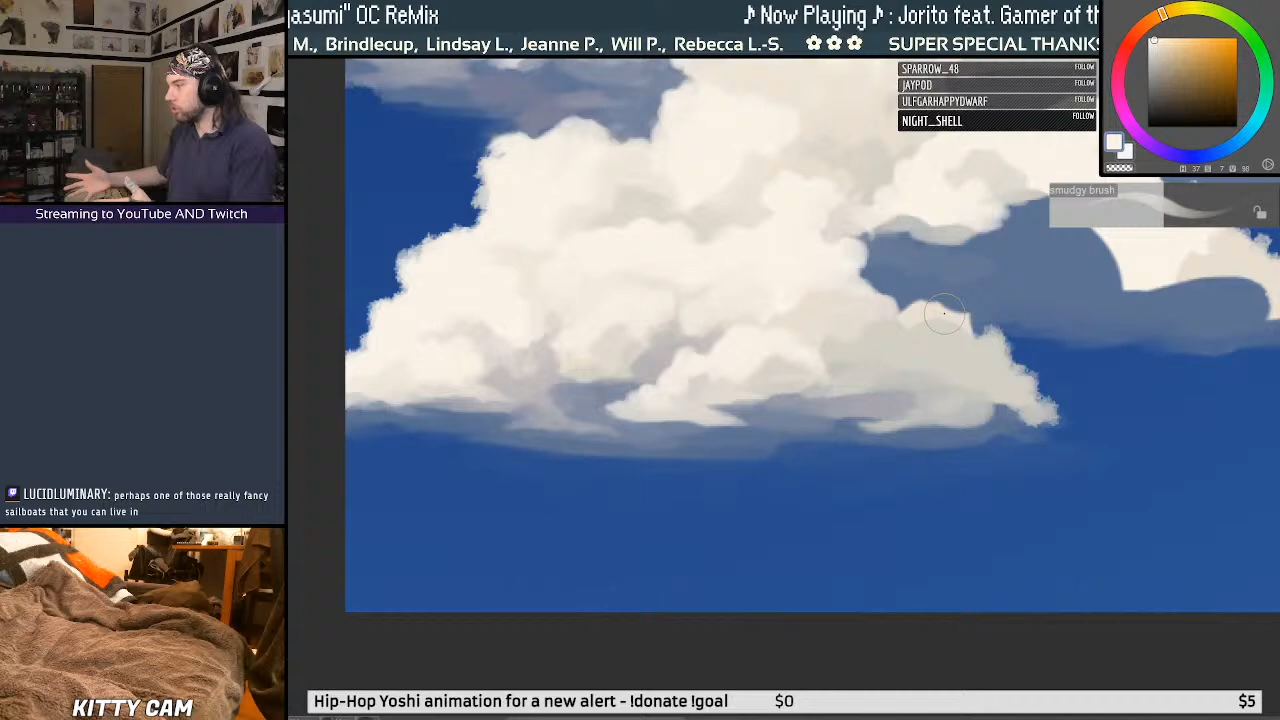 gasumi" OC ReMix
♪ Now Playing ♪ : Jorito feat. Gamer of th
M., Brindlecup, Lindsay L., Jeanne P., Will P., Rebecca L.-S. ✿ ✿ ✿ SUPER SPECIAL THANKS
SPARROW_48 FOLLOW
JAYPOD FOLLOW
ULFGARHAPPYDWARF FOLLOW
NIGHT_SHELL FOLLOW
smudgy brush
Streaming to YouTube AND Twitch
LUCIDLUMINARY: perhaps one of those really fancy
sailboats that you can live in
KITTY CAM
Hip-Hop Yoshi animation for a new alert - !donate !goal $0 $5